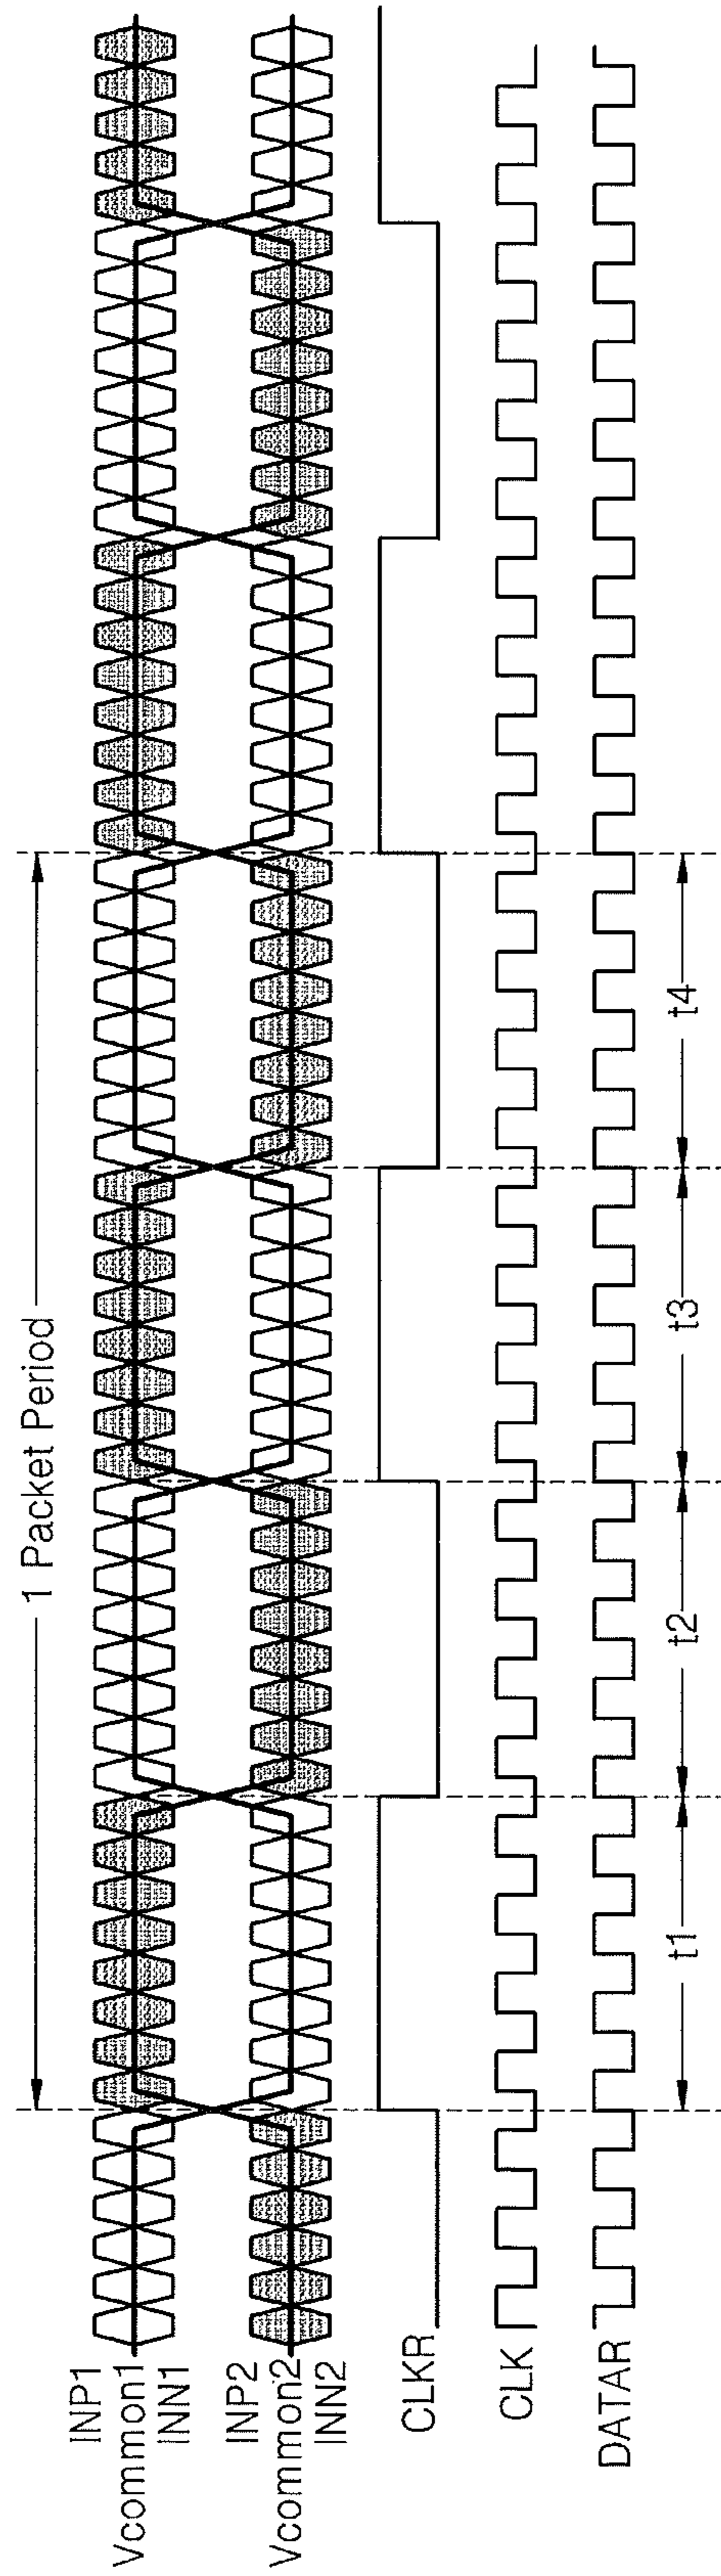 1 Packet Period
INP1
Vcommon1
INN1
INP2
Vcommon2
INN2
CLKR
CLK
DATAR
t1
t2
t3
t4